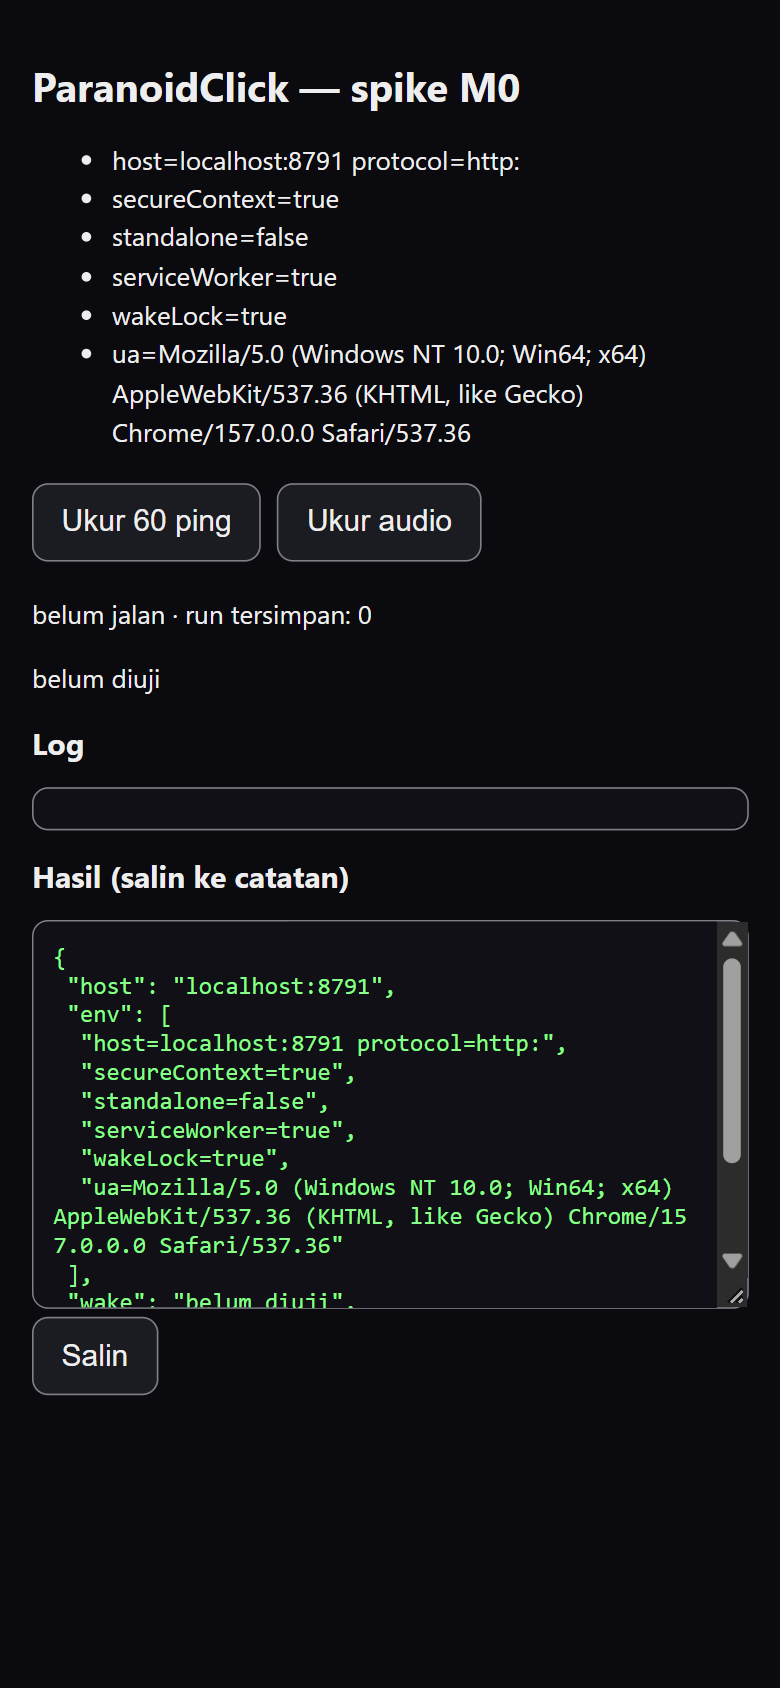 ParanoidClick — spike M0
host=localhost:8791 protocol=http:
secureContext=true
standalone=false
serviceWorker=true
wakeLock=true
ua=Mozilla/5.0 (Windows NT 10.0; Win64; x64)
AppleWebKit/537.36 (KHTML, like Gecko)
Chrome/157.0.0.0 Safari/537.36
Ukur 60 ping
Ukur audio
belum jalan · run tersimpan: 0
belum diuji
Log
Hasil (salin ke catatan)
{
"host": "localhost:8791",
"env": [
"host=localhost:8791 protocol=http:",
"secureContext=true",
"standalone=false",
"serviceWorker=true",
"wakeLock=true",
"ua=Mozilla/5.0 (Windows NT 10.0; Win64; x64)
AppleWebKit/537.36 (KHTML, like Gecko) Chrome/15
7.0.0.0 Safari/537.36"
],
"wake": "belum diuji",
Salin